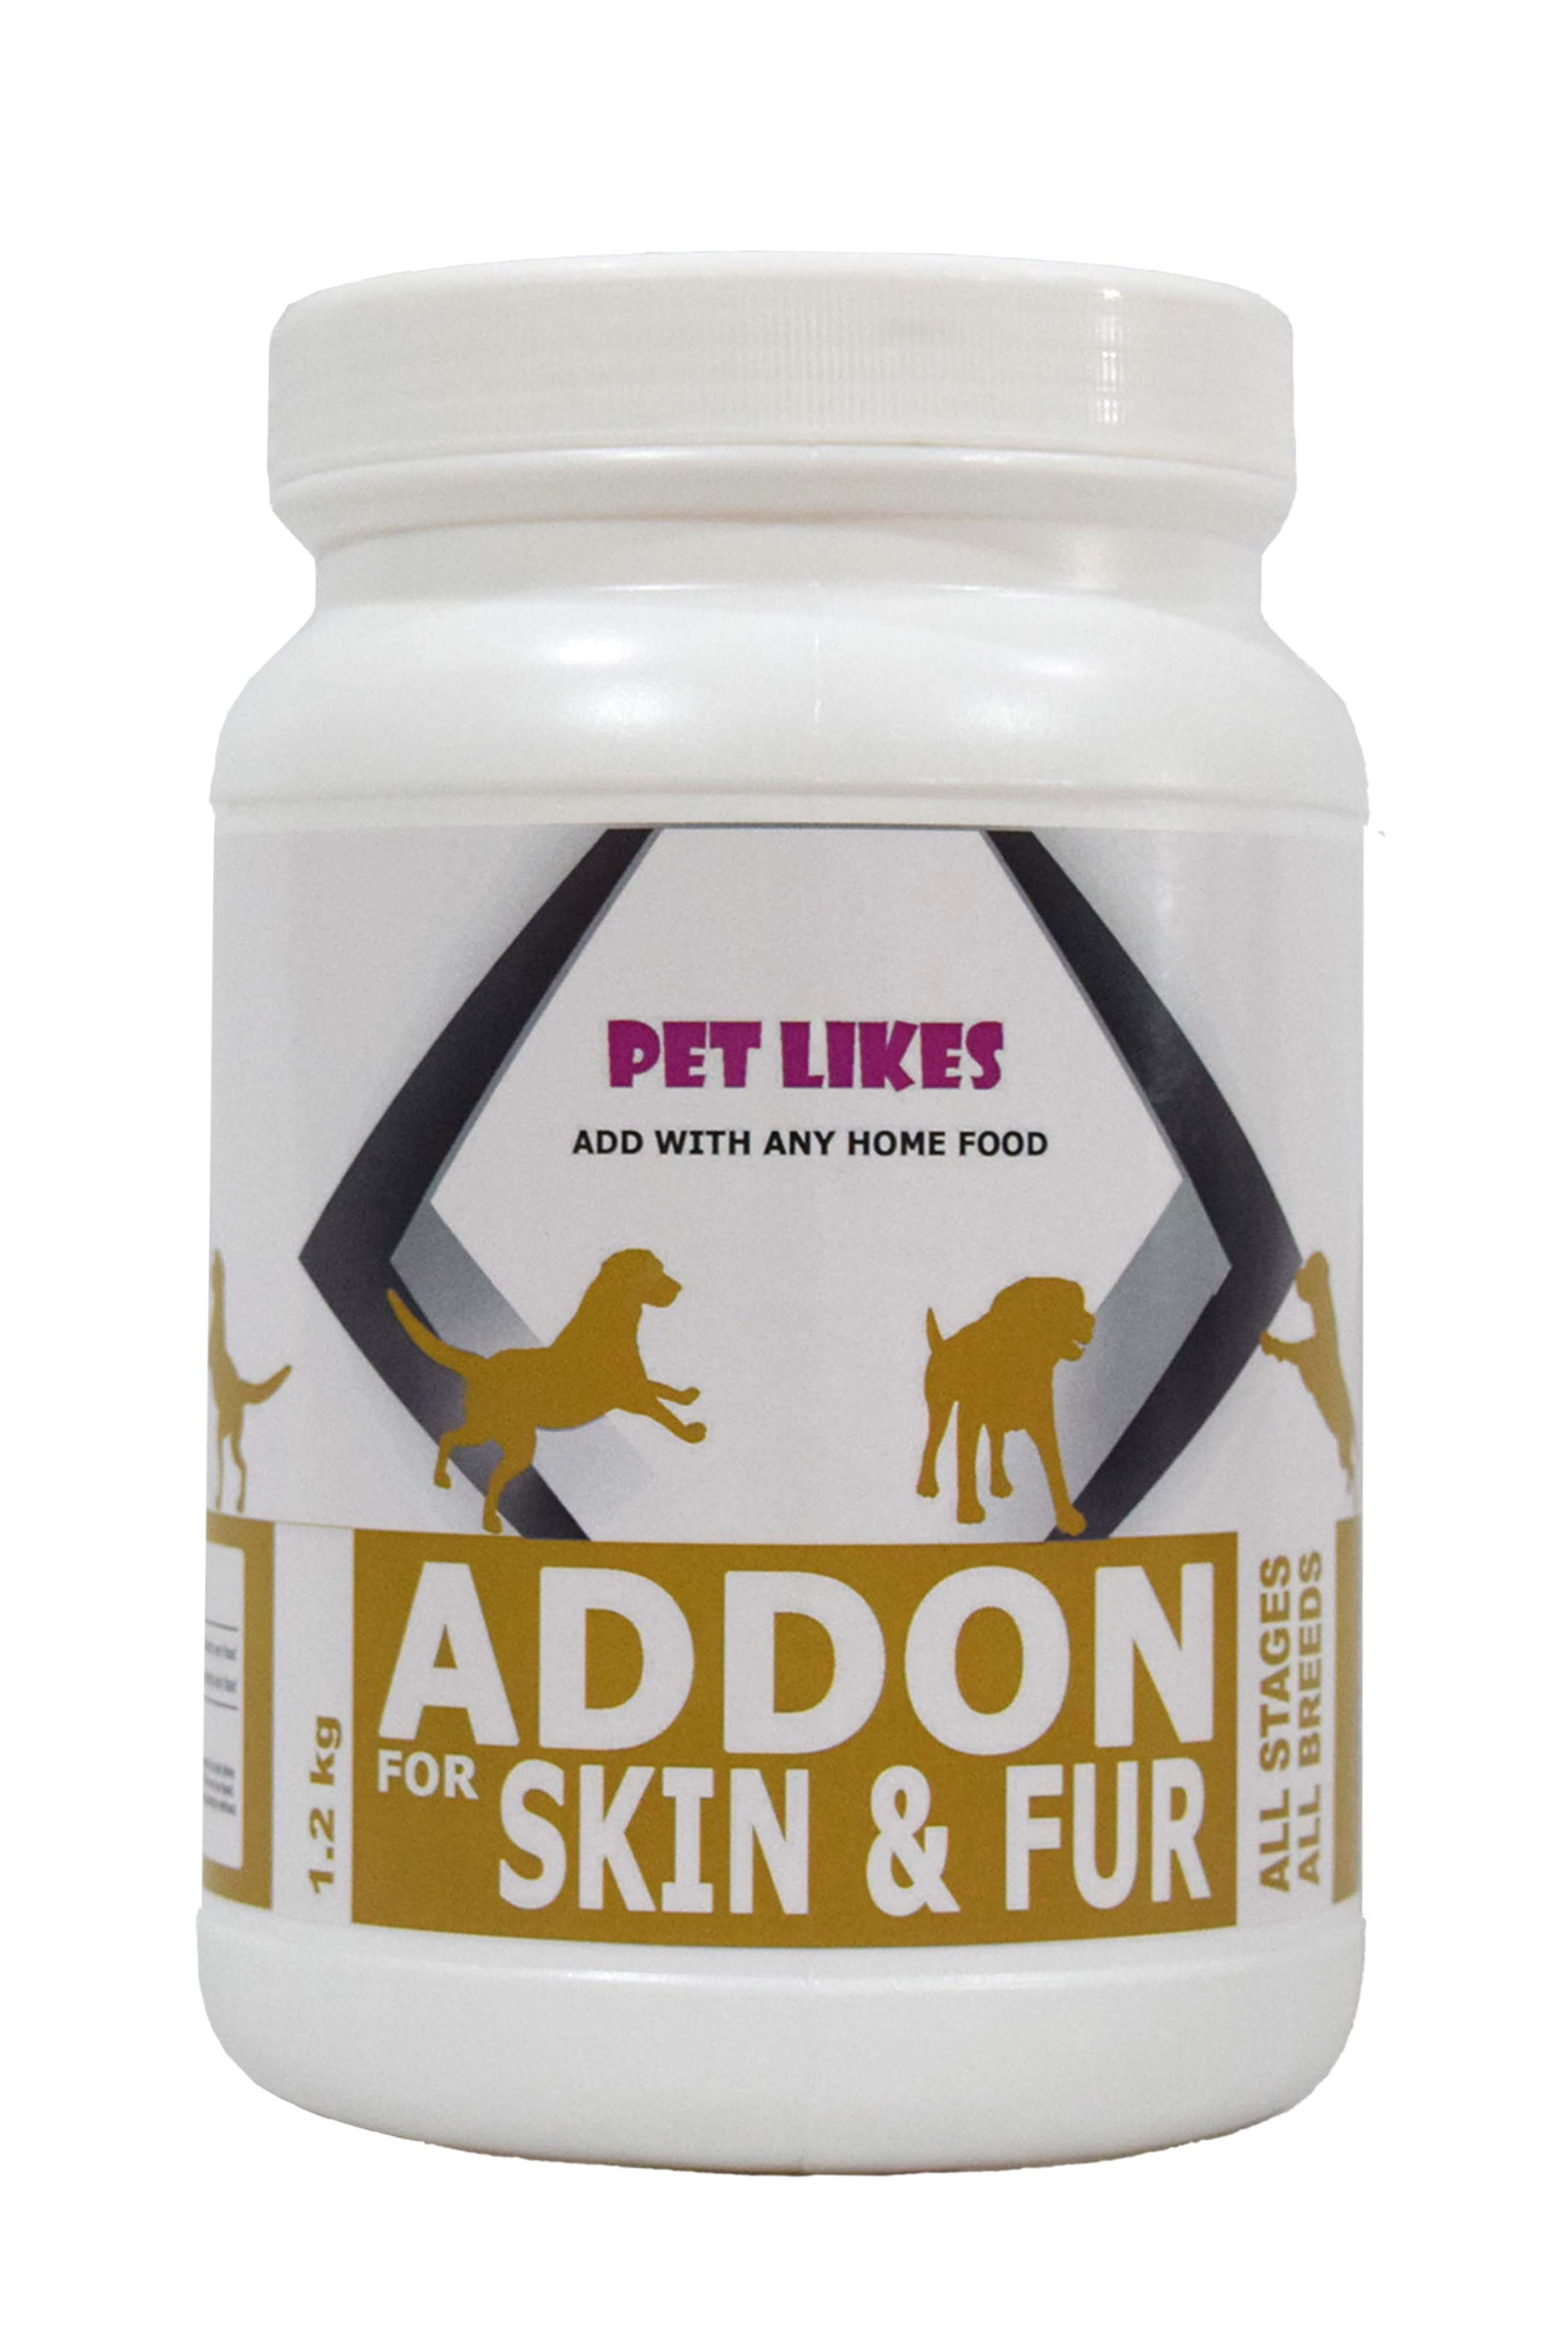 PET LIKES
ADD WITH ANY HOME FOOD
ADDON
FOR SKIN & FUR
1.2 kg
ALL STAGES
ALL BREEDS